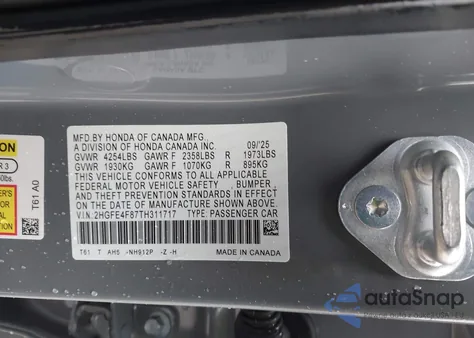 MFD.BY HONDA OF CANADA MFG.,
A DIVISION OF HONDA CANADA INC. 09/'25
GVWR 4254LBS GAWR F 2358LBS R 1973LBS
GVWR 1930KG GAWR F 1070KG R 895KG
THIS VEHICLE CONFORMS TO ALL APPLICABLE
FEDERAL MOTOR VEHICLE SAFETY , BUMPER ,
AND THEFT PREVENTION STANDARDS IN EFFECT
ON THE DATE OF MANUFACTURE SHOWN ABOVE.
V.I.N.:2HGFE4F87TH311717 TYPE: PASSENGER CAR
T61 T AH5 -NH912P -Z -H MADE IN CANADA
ION
R 3
T61 A0
autoSnap